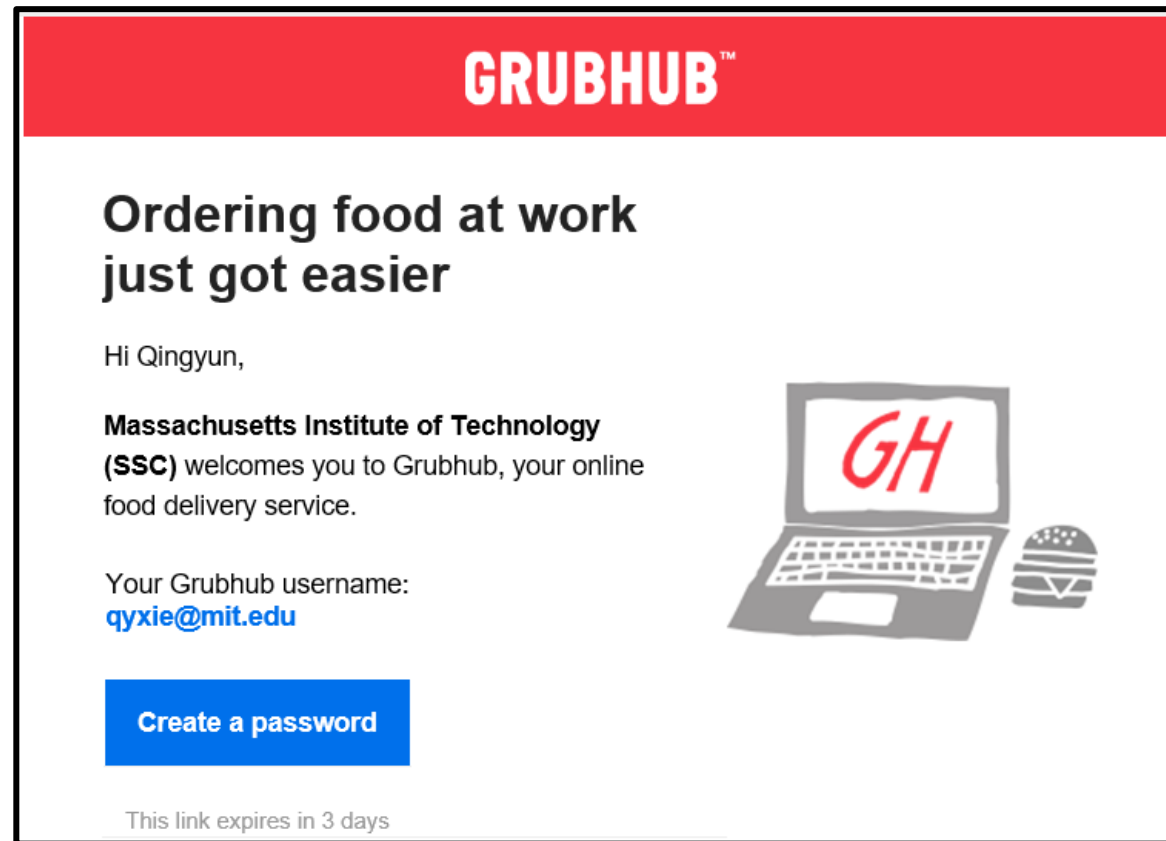 GRUBHUB™
Ordering food at work
just got easier
Hi Qingyun,
Massachusetts Institute of Technology
(SSC) welcomes you to Grubhub, your online
food delivery service.
Your Grubhub username:
qyxie@mit.edu
Create a password
This link expires in 3 days
GH